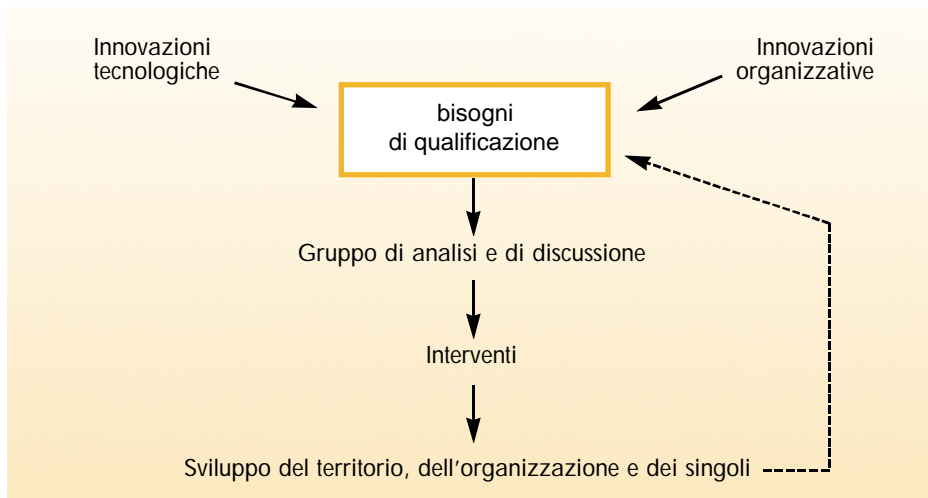 Innovazioni
tecnologiche
Innovazioni
organizzative
bisogni
di qualificazione
Gruppo di analisi e di discussione
Interventi
Sviluppo del territorio, dell'organizzazione e dei singoli